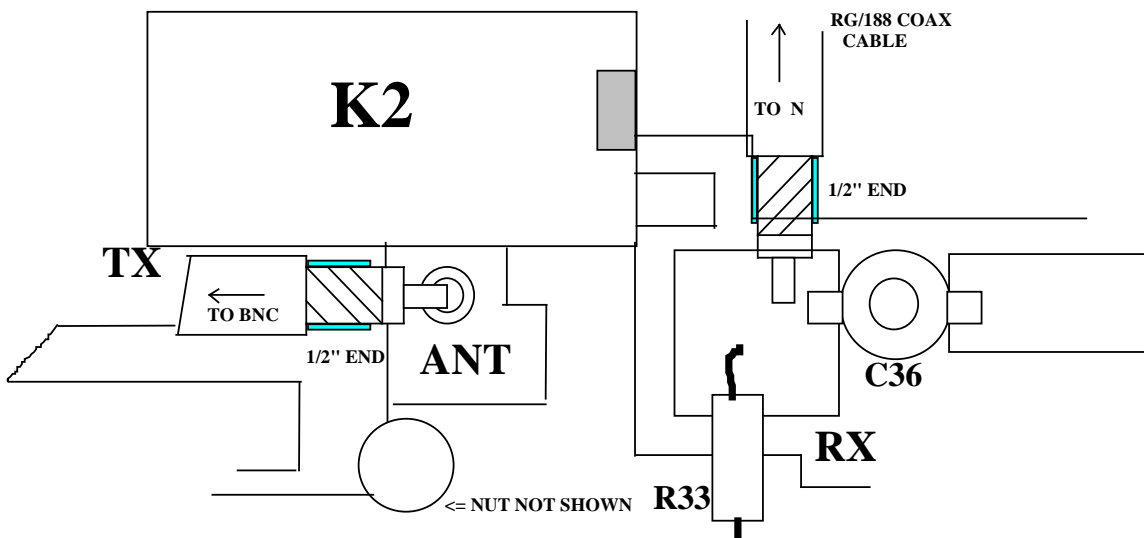 RG/188 COAX
CABLE
K2
TO N
1/2" END
TX
TO BNC
1/2" END
ANT
C36
RX
R33
<= NUT NOT SHOWN